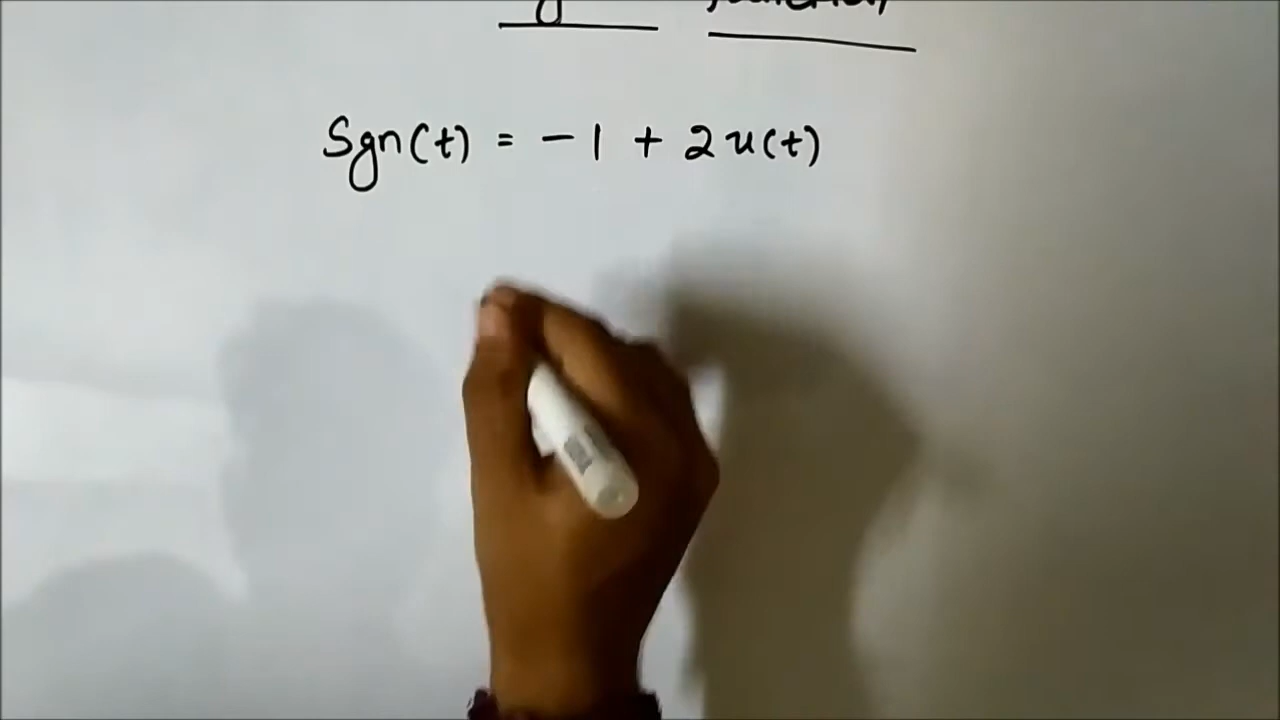 Sgn(t) = -1 + 2u(t)